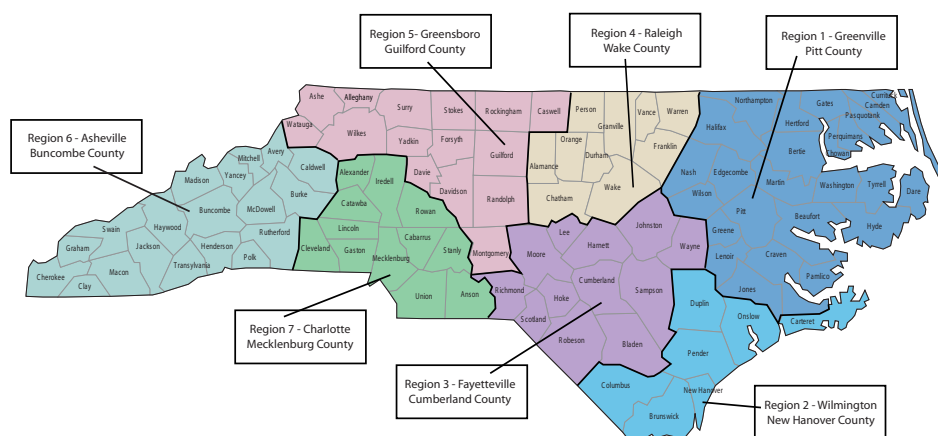 Region 5- Greensboro
Guilford County
Region 4 - Raleigh
Wake County
Region 1 - Greenville
Pitt County
Region 6 - Asheville
Buncombe County
Region 7 - Charlotte
Mecklenburg County
Region 3 - Fayetteville
Cumberland County
Region 2 - Wilmington
New Hanover County
Ashe
Alleghany
Surry
Stokes
Rockingham
Caswell
Watauga
Wilkes
Yadkin
Forsyth
Guilford
Davie
Davidson
Randolph
Montgomery
Person
Granville
Vance
Warren
Orange
Alamance
Durham
Franklin
Chatham
Wake
Northampton
Gates
Currituck
Camden
Pasquotank
Hertford
Halifax
Perquimans
Chowan
Bertie
Nash
Edgecombe
Martin
Washington
Tyrrell
Dare
Wilson
Pitt
Beaufort
Hyde
Greene
Lenoir
Craven
Pamlico
Jones
Avery
Mitchell
Caldwell
Yancey
Madison
Burke
Buncombe
McDowell
Haywood
Swain
Rutherford
Graham
Jackson
Henderson
Polk
Transylvania
Macon
Cherokee
Clay
Alexander
Iredell
Catawba
Rowan
Lincoln
Cabarrus
Cleveland
Gaston
Mecklenburg
Stanly
Union
Anson
Lee
Harnett
Johnston
Wayne
Moore
Cumberland
Sampson
Richmond
Hoke
Scotland
Robeson
Bladen
Duplin
Onslow
Carteret
Pender
Columbus
New Hanover
Brunswick